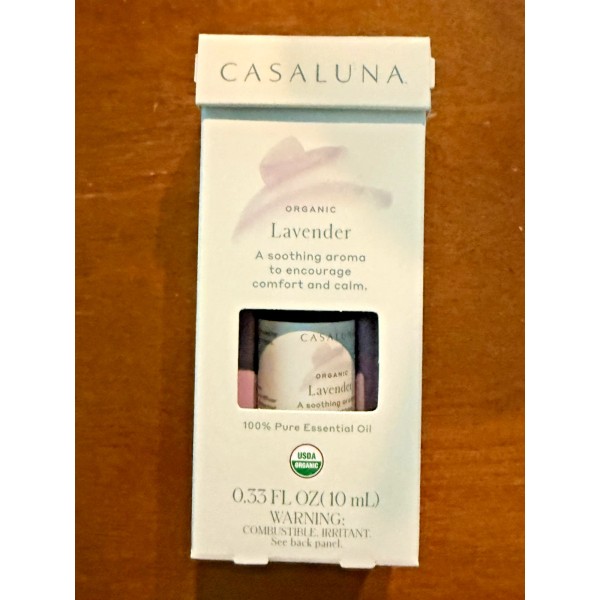 CASALUNA
ORGANIC
Lavender
A soothing aroma
to encourage
comfort and calm.
CASALUNA
ORGANIC
Lavender
A soothing aroma
100% Pure Essential Oil
USDA
ORGANIC
0.33 FL OZ(10 mL)
WARNING:
COMBUSTIBLE. IRRITANT.
See back panel.